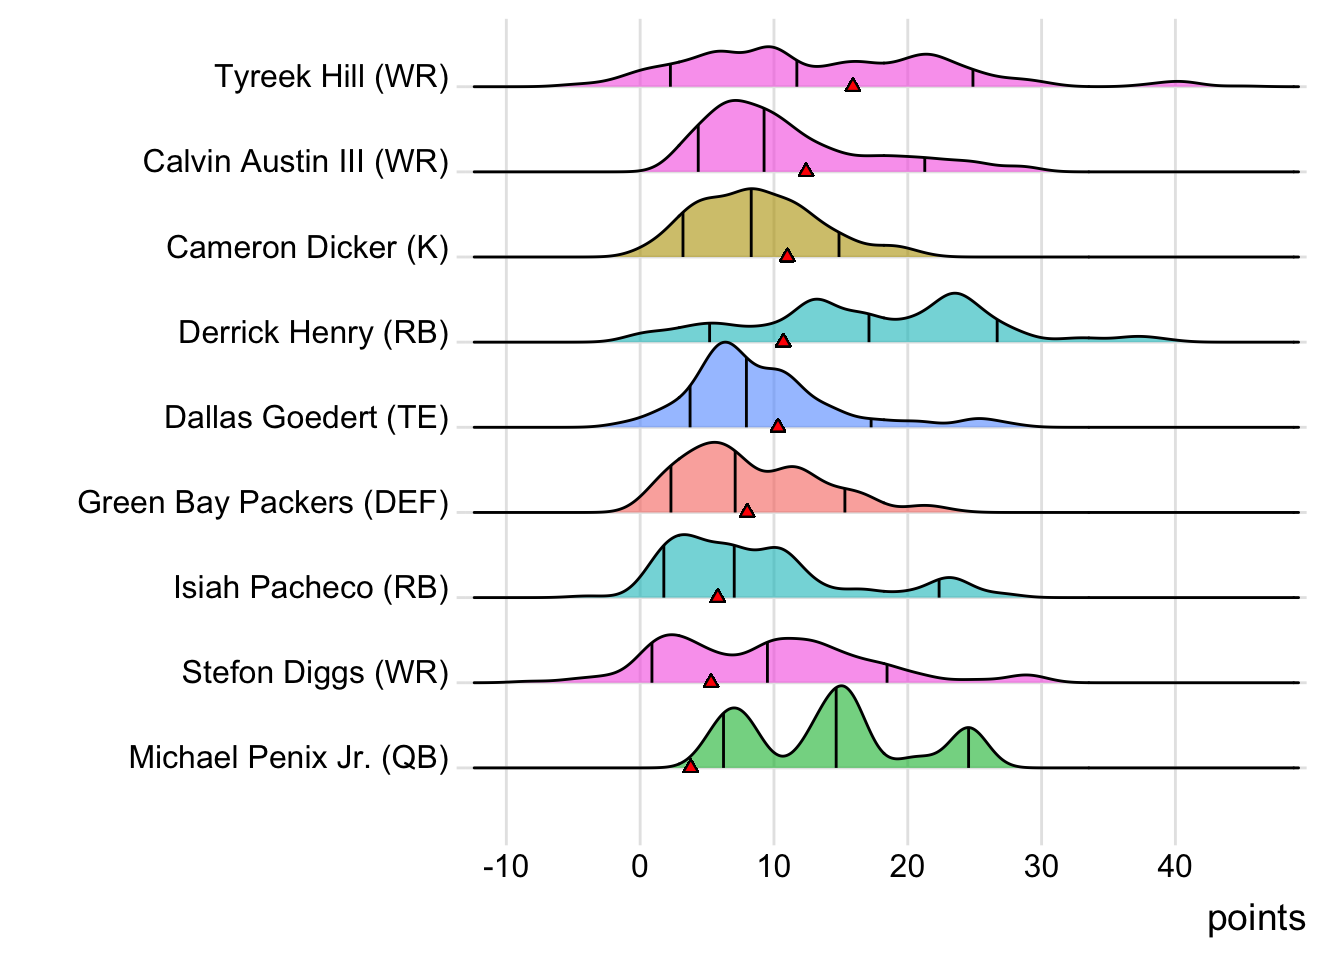 Tyreek Hill (WR)
Calvin Austin III (WR)
Cameron Dicker (K)
Derrick Henry (RB)
Dallas Goedert (TE)
Green Bay Packers (DEF)
Isiah Pacheco (RB)
Stefon Diggs (WR)
Michael Penix Jr. (QB)
-10 0 10 20 30 40
points